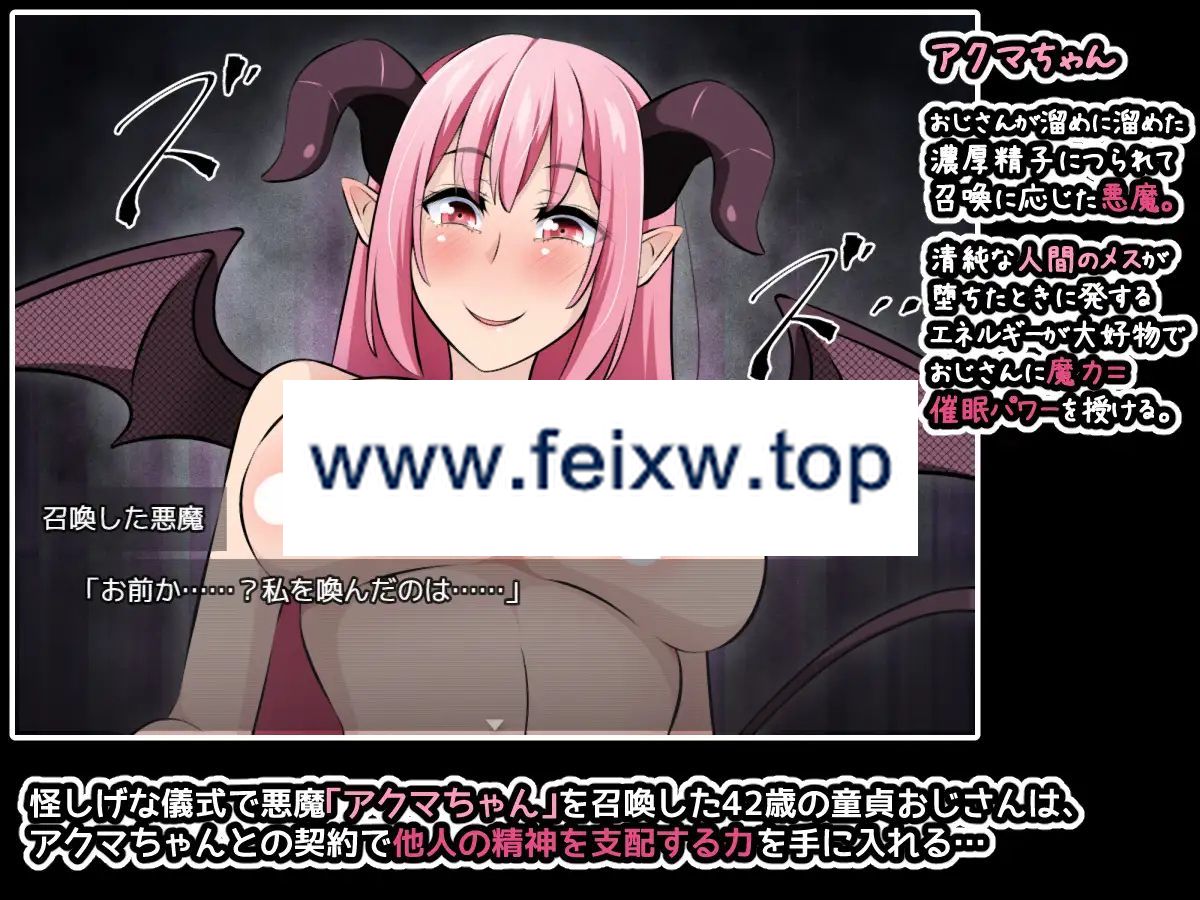 アクマちゃん
おじさんが溜めに溜めた
濃厚精子につられて
召喚に応じた悪魔。
清純な人間のメスが
堕ちたときに発する
エネルギーが大好物で
おじさんに魔力＝
催眠パワーを授ける。
ズ
ズ
www.feixw.top
召喚した悪魔
「お前か……？私を喚んだのは……」
怪しげな儀式で悪魔「アクマちゃん」を召喚した42歳の童貞おじさんは、
アクマちゃんとの契約で他人の精神を支配する力を手に入れる…